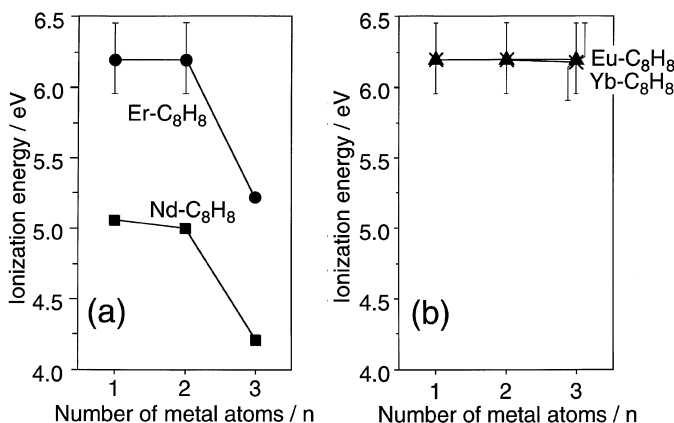 Ionization energy / eV
6.5
6.0
5.5
5.0
4.5
4.0
Er-C₈H₈
Nd-C₈H₈
(a)
1 2 3
Number of metal atoms / n
Ionization energy / eV
6.5
6.0
5.5
5.0
4.5
4.0
Eu-C₈H₈
Yb-C₈H₈
(b)
1 2 3
Number of metal atoms / n